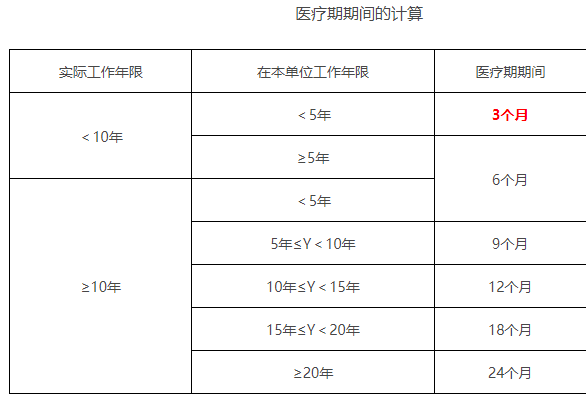 医疗期期间的计算
实际工作年限 在本单位工作年限 医疗期期间
＜10年 ＜5年 3个月
≥5年 6个月
≥10年 ＜5年
5年≤Y＜10年 9个月
10年≤Y＜15年 12个月
15年≤Y＜20年 18个月
≥20年 24个月